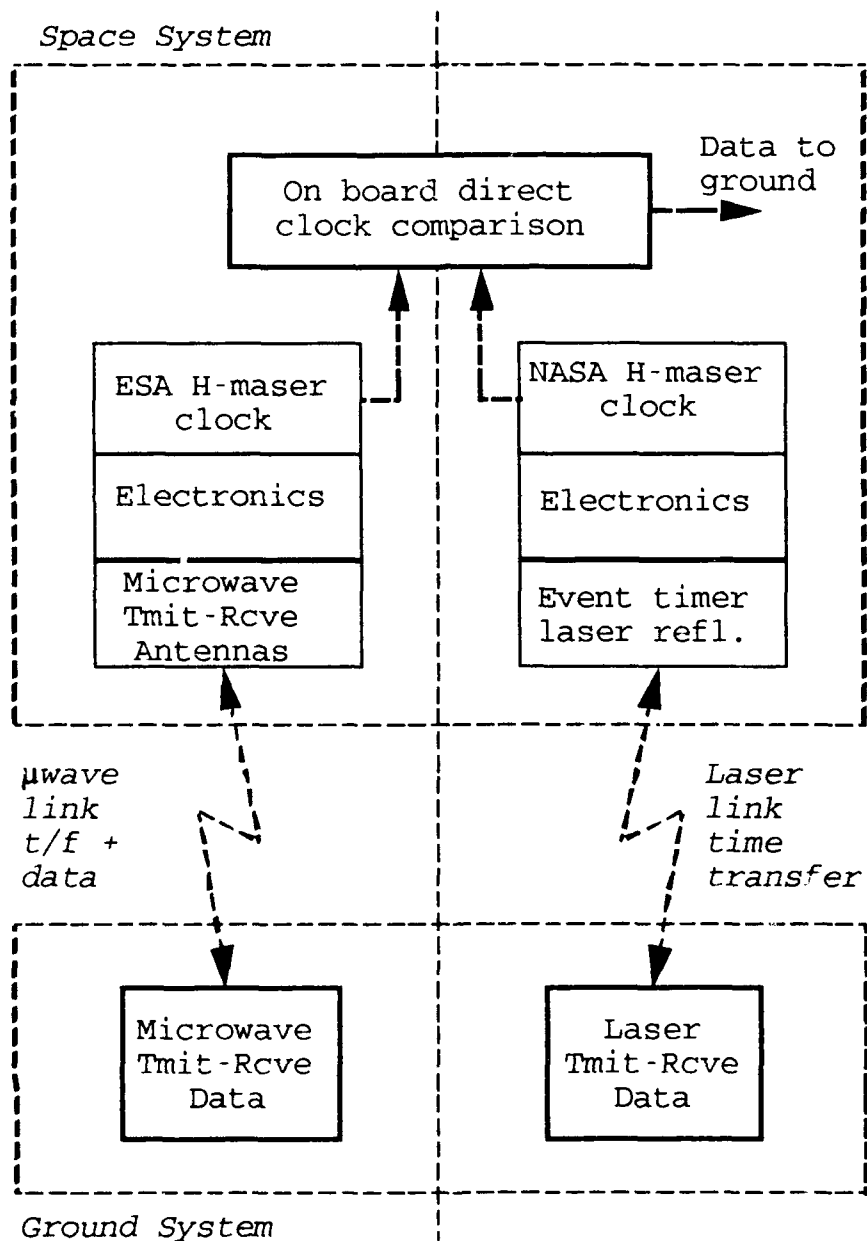 Space System
Data to
ground
On board direct
clock comparison
ESA H-maser
clock
Electronics
Microwave
Tmit-Rcve
Antennas
NASA H-maser
clock
Electronics
Event timer
laser refl.
µwave
link
t/f +
data
Laser
link
time
transfer
Microwave
Tmit-Rcve
Data
Laser
Tmit-Rcve
Data
Ground System